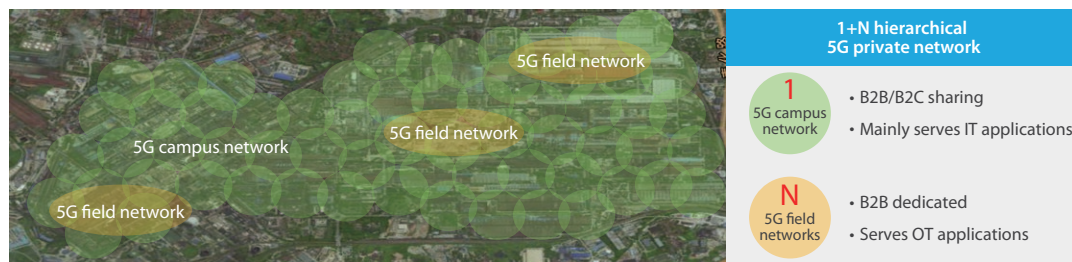 5G field network
5G field network
5G campus network
5G field network
1+N hierarchical
5G private network
1
5G campus
network
• B2B/B2C sharing
• Mainly serves IT applications
N
5G field
networks
• B2B dedicated
• Serves OT applications